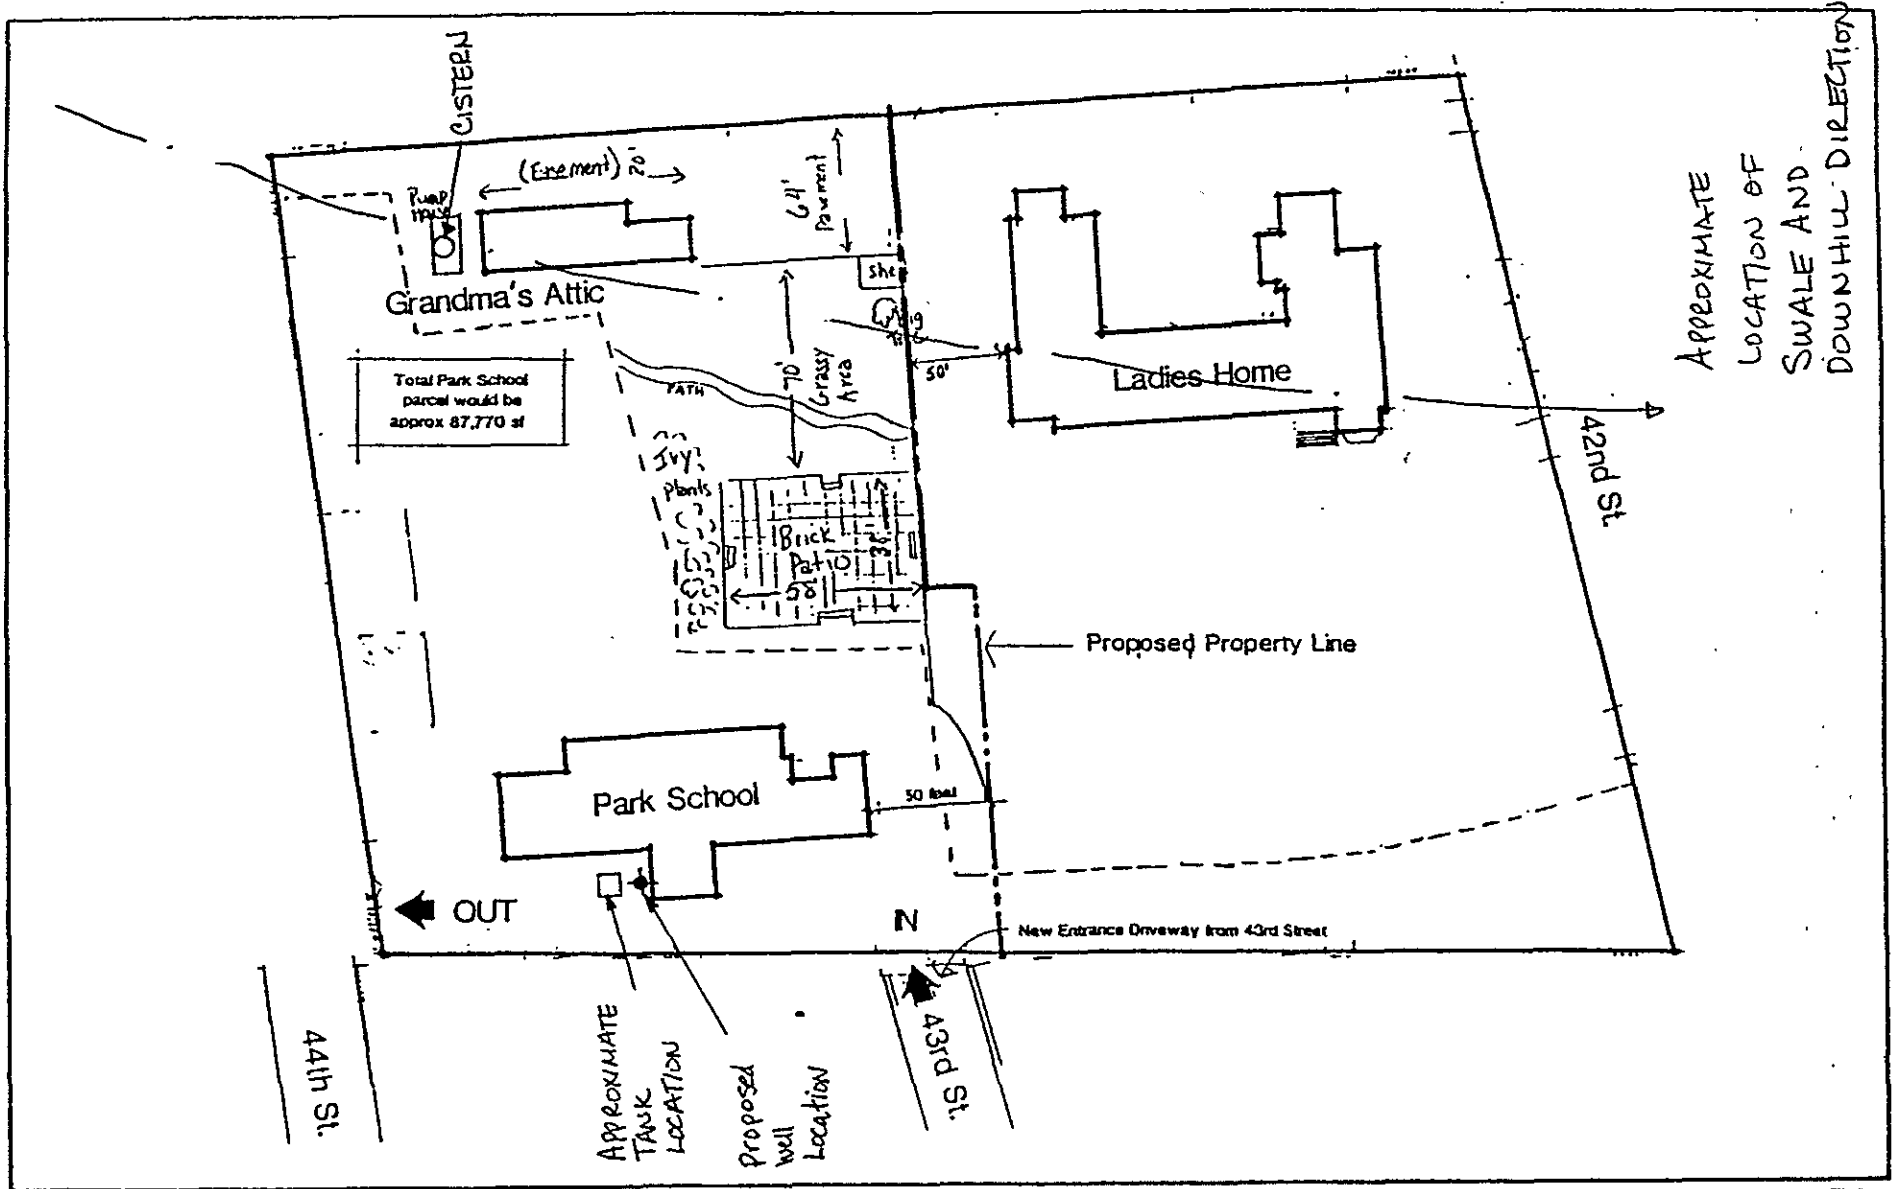 CISTERN
(Easement) 20'
64'
pavement
Pump
House
She
Big
Grandma's Attic
Total Park School
parcel would be
approx 87,770 sf
PATH
70'
Grassy
Area
50'
Ladies Home
APPROXIMATE
LOCATION OF
SWALE AND
DOWNHILL DIRECTION
42nd St.
Ivy?
Plants
Brick
Patio
Proposed Property Line
Park School
50 feet
OUT
IN
New Entrance Driveway from 43rd Street
44th St.
APPROXIMATE
TANK
LOCATION
Proposed
Well
Location
43rd St.